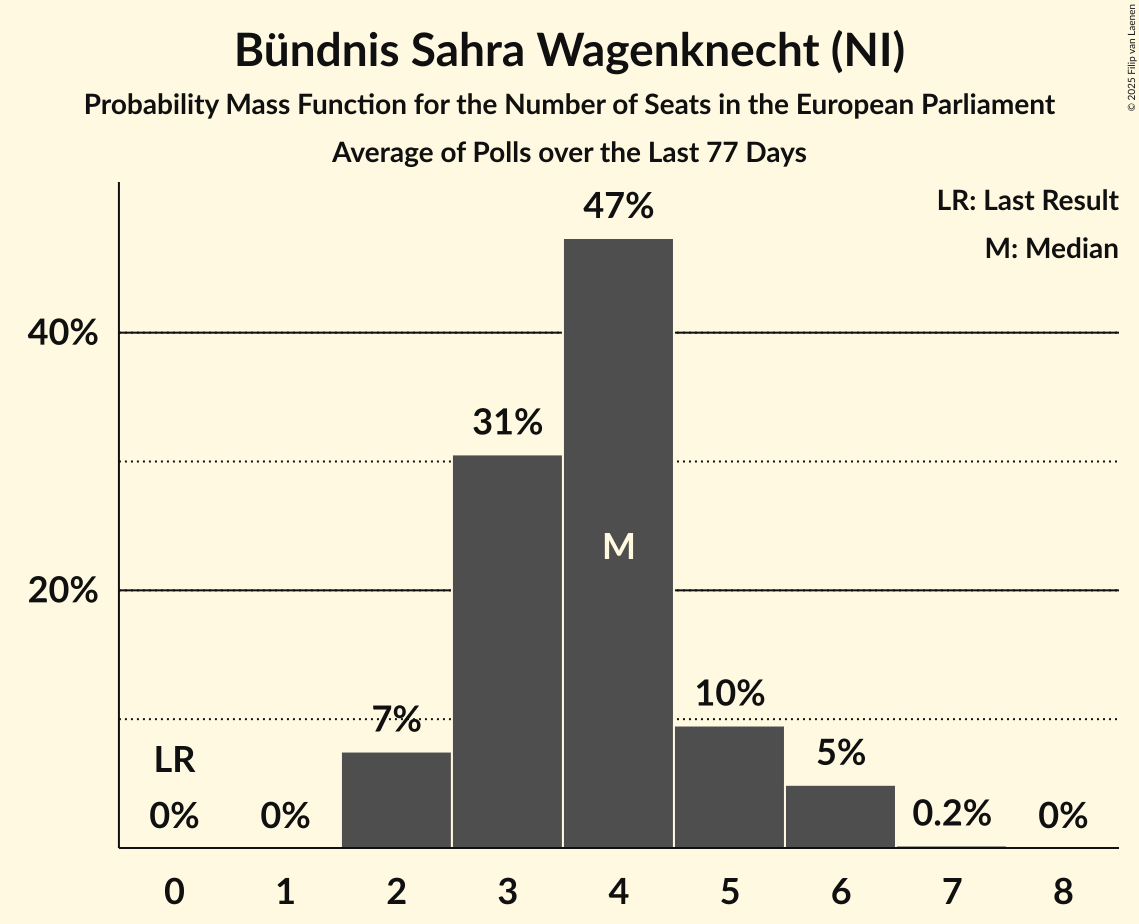 Bündnis Sahra Wagenknecht (NI)
Probability Mass Function for the Number of Seats in the European Parliament
Average of Polls over the Last 77 Days
© 2025 Filip van Laenen
LR: Last Result
M: Median
47%
40%
31%
M
20%
10%
7%
5%
LR
0% 0% 0.2% 0%
0 1 2 3 4 5 6 7 8